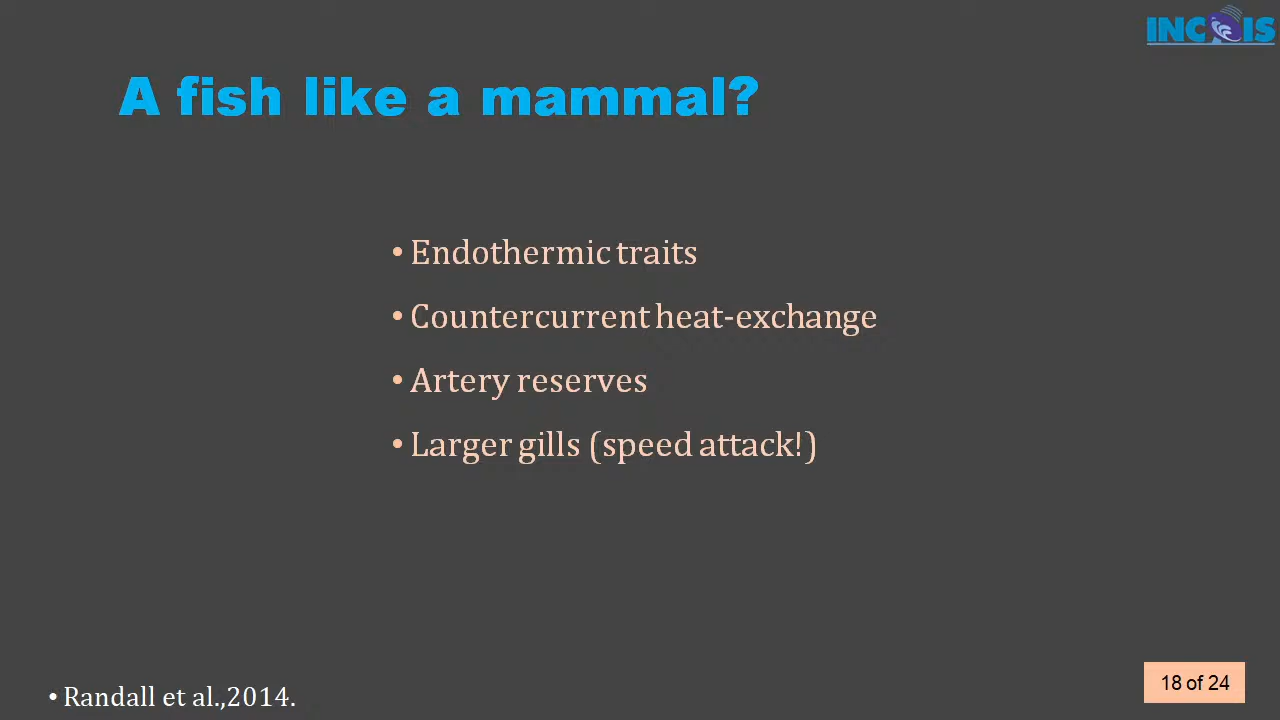 INCOIS
A fish like a mammal?
• Endothermic traits
• Countercurrent heat-exchange
• Artery reserves
• Larger gills (speed attack!)
• Randall et al.,2014.
18 of 24